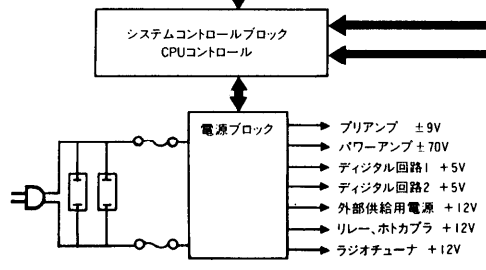 システムコントロールブロック
CPUコントロール
電源ブロック
プリアンプ ±9V
パワーアンプ±70V
ディジタル回路1 +5V
ディジタル回路2 +5V
外部供給用電源 +12V
リレー、ホトカプラ +12V
ラジオチューナ +12V